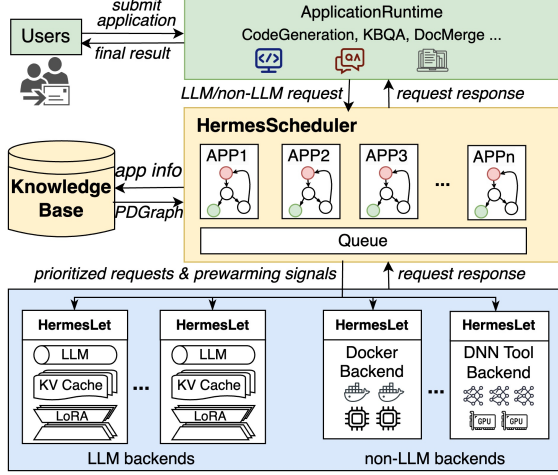 submit
application
Users
final result
ApplicationRuntime
CodeGeneration, KBQA, DocMerge ...
</>
QA
LLM/non-LLM request
request response
HermesScheduler
APP1
APP2
APP3
...
APPn
Queue
Knowledge
Base
app info
PDGraph
prioritized requests & prewarming signals
request response
HermesLet
LLM
KV Cache
LoRA
...
HermesLet
LLM
KV Cache
LoRA
HermesLet
Docker
Backend
...
HermesLet
DNN Tool
Backend
GPU
GPU
LLM backends
non-LLM backends